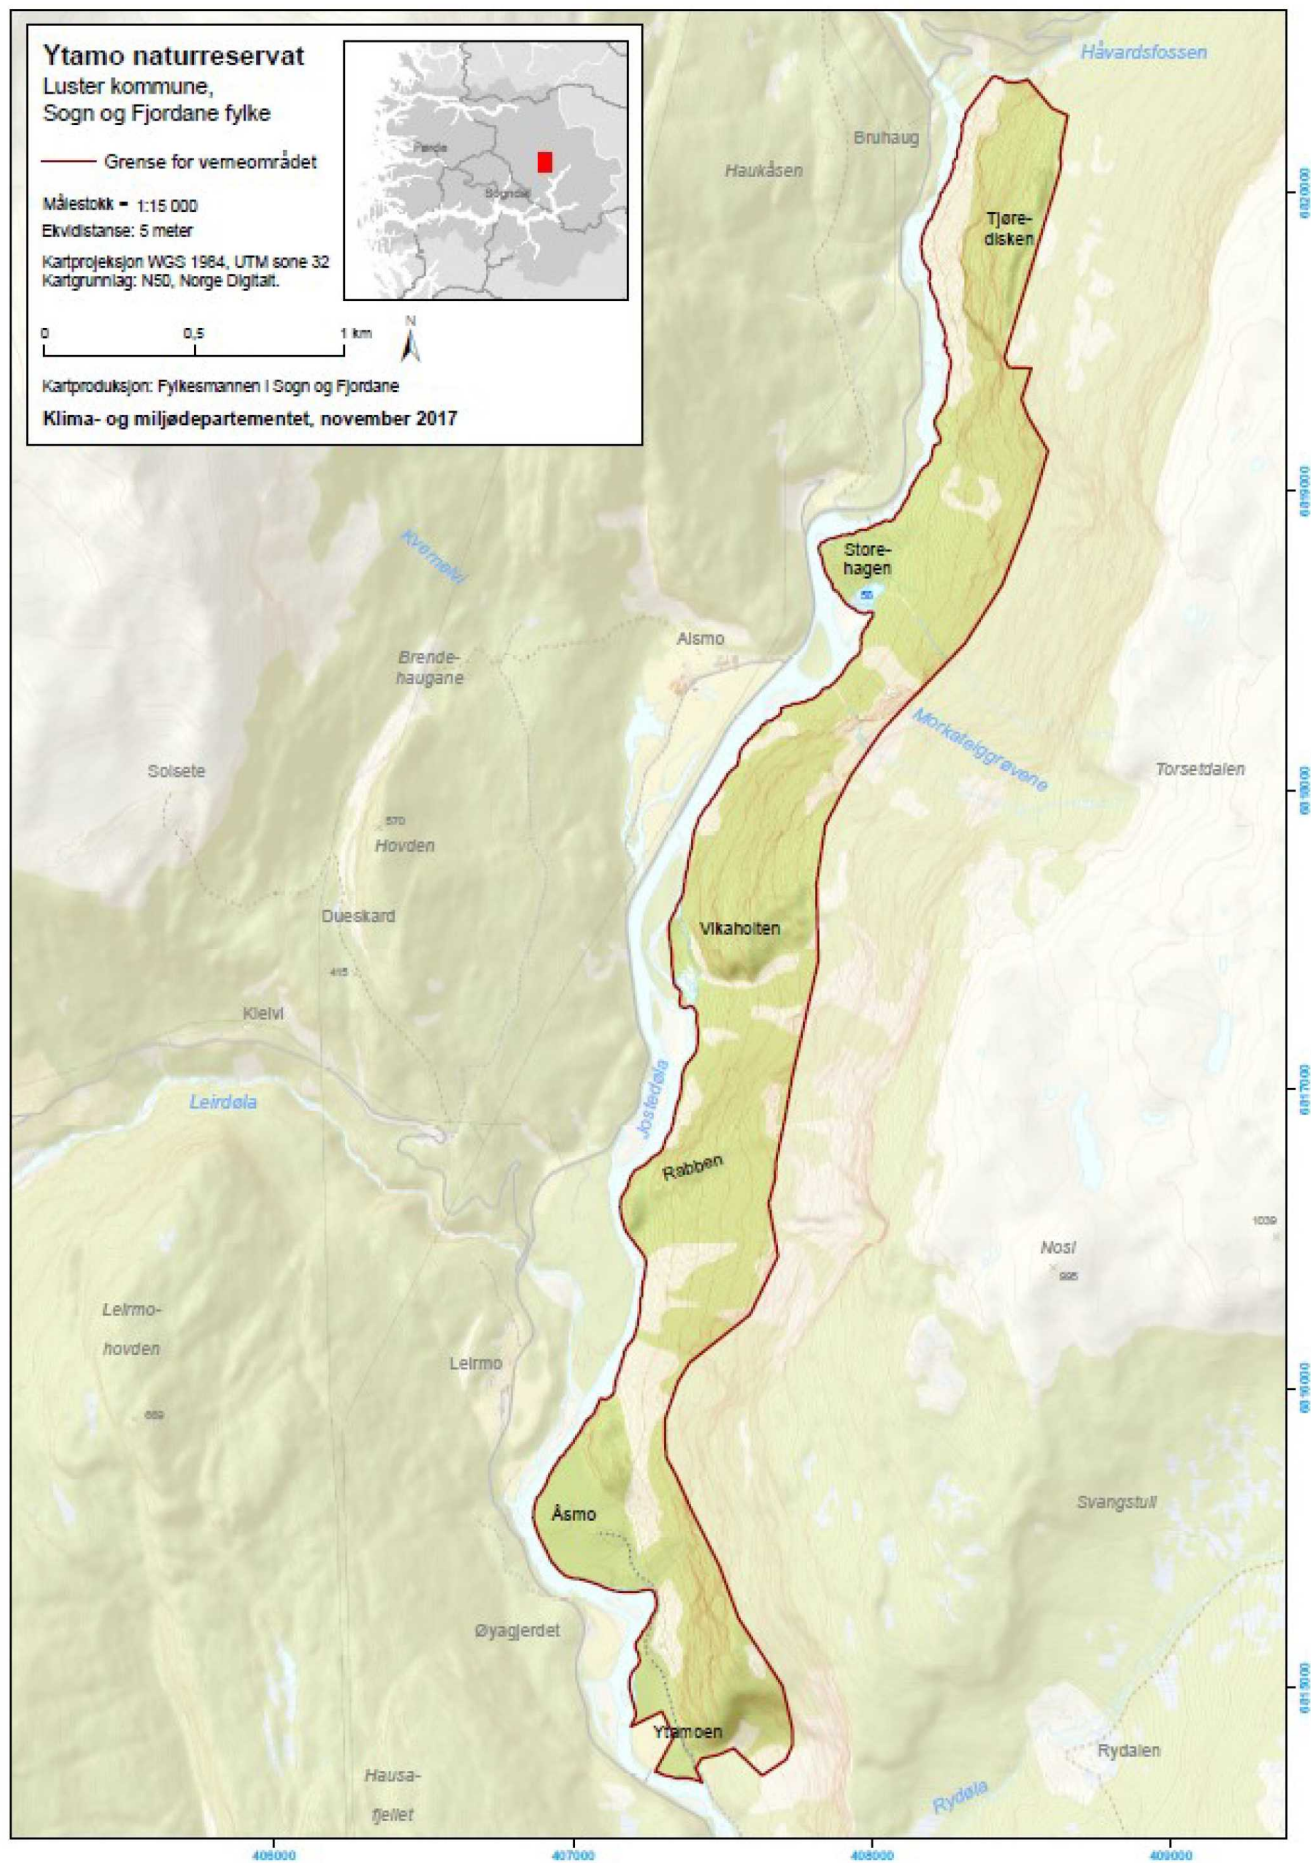 Ytamo naturreservat
Luster kommune,
Sogn og Fjordane fylke
Grense for verneområdet
Målestokk = 1:15 000
Ekvidistanse: 5 meter
Kartprojeksjon WGS 1984, UTM sone 32
Kartgrunnlag: N50, Norge Digitalt.
0 0,5 1 km
N
Kartproduksjon: Fylkesmannen i Sogn og Fjordane
Klima- og miljødepartementet, november 2017
Førde
Sogndal
Håvardsfossen
Bruhaug
Haukåsen
Tjøre-
disken
6820000
6819000
Kvernelvi
Store-
hagen
56
Alsmo
Brende-
haugane
Morkateiggrøvene
Torsetdalen
Solsete
6818000
570
Hovden
Dueskard
Vikaholten
415
Kleivi
Leirdøla
Jostedøla
6817000
Rabben
1039
Nosi
995
Leirmo-
hovden
Leirmo
6816000
669
Svangstull
Åsmo
Øyagjerdet
6815000
Ytamoen
Rydalen
Hausa-
fjellet
Rydøla
406000
407000
408000
409000